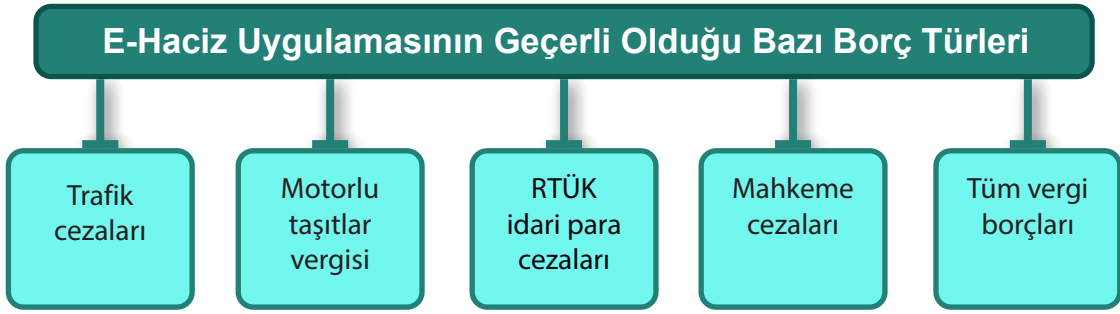 E-Haciz Uygulamasının Geçerli Olduğu Bazı Borç Türleri
Trafik
cezaları
Motorlu
taşıtlar
vergisi
RTÜK
idari para
cezaları
Mahkeme
cezaları
Tüm vergi
borçları